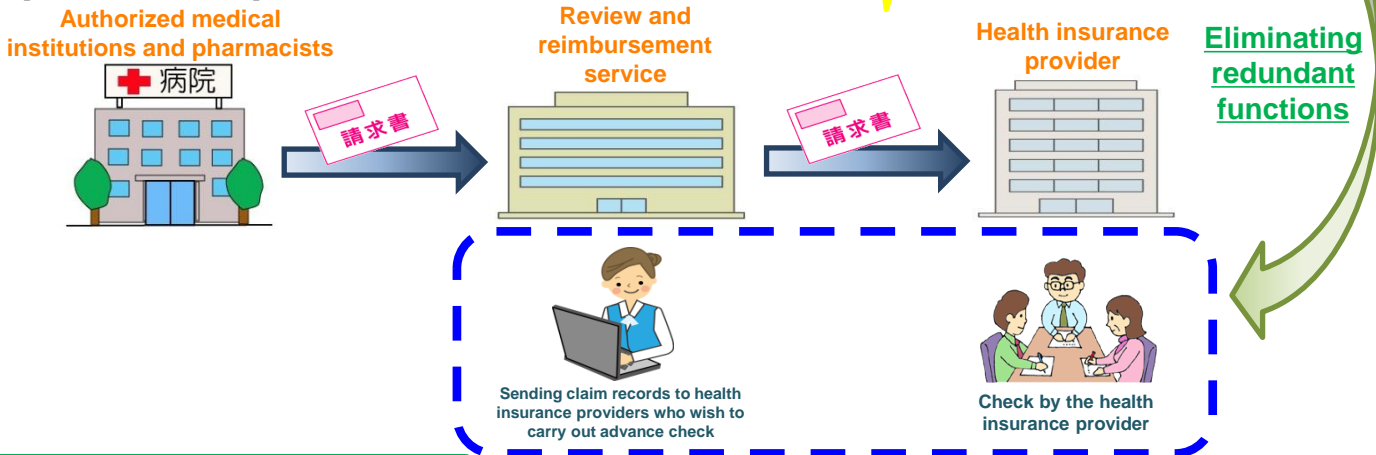 Authorized medical
institutions and pharmacists
病院
請求書
Review and
reimbursement
service
請求書
Health insurance
provider
Eliminating
redundant
functions
Sending claim records to health
insurance providers who wish to
carry out advance check
Check by the health
insurance provider